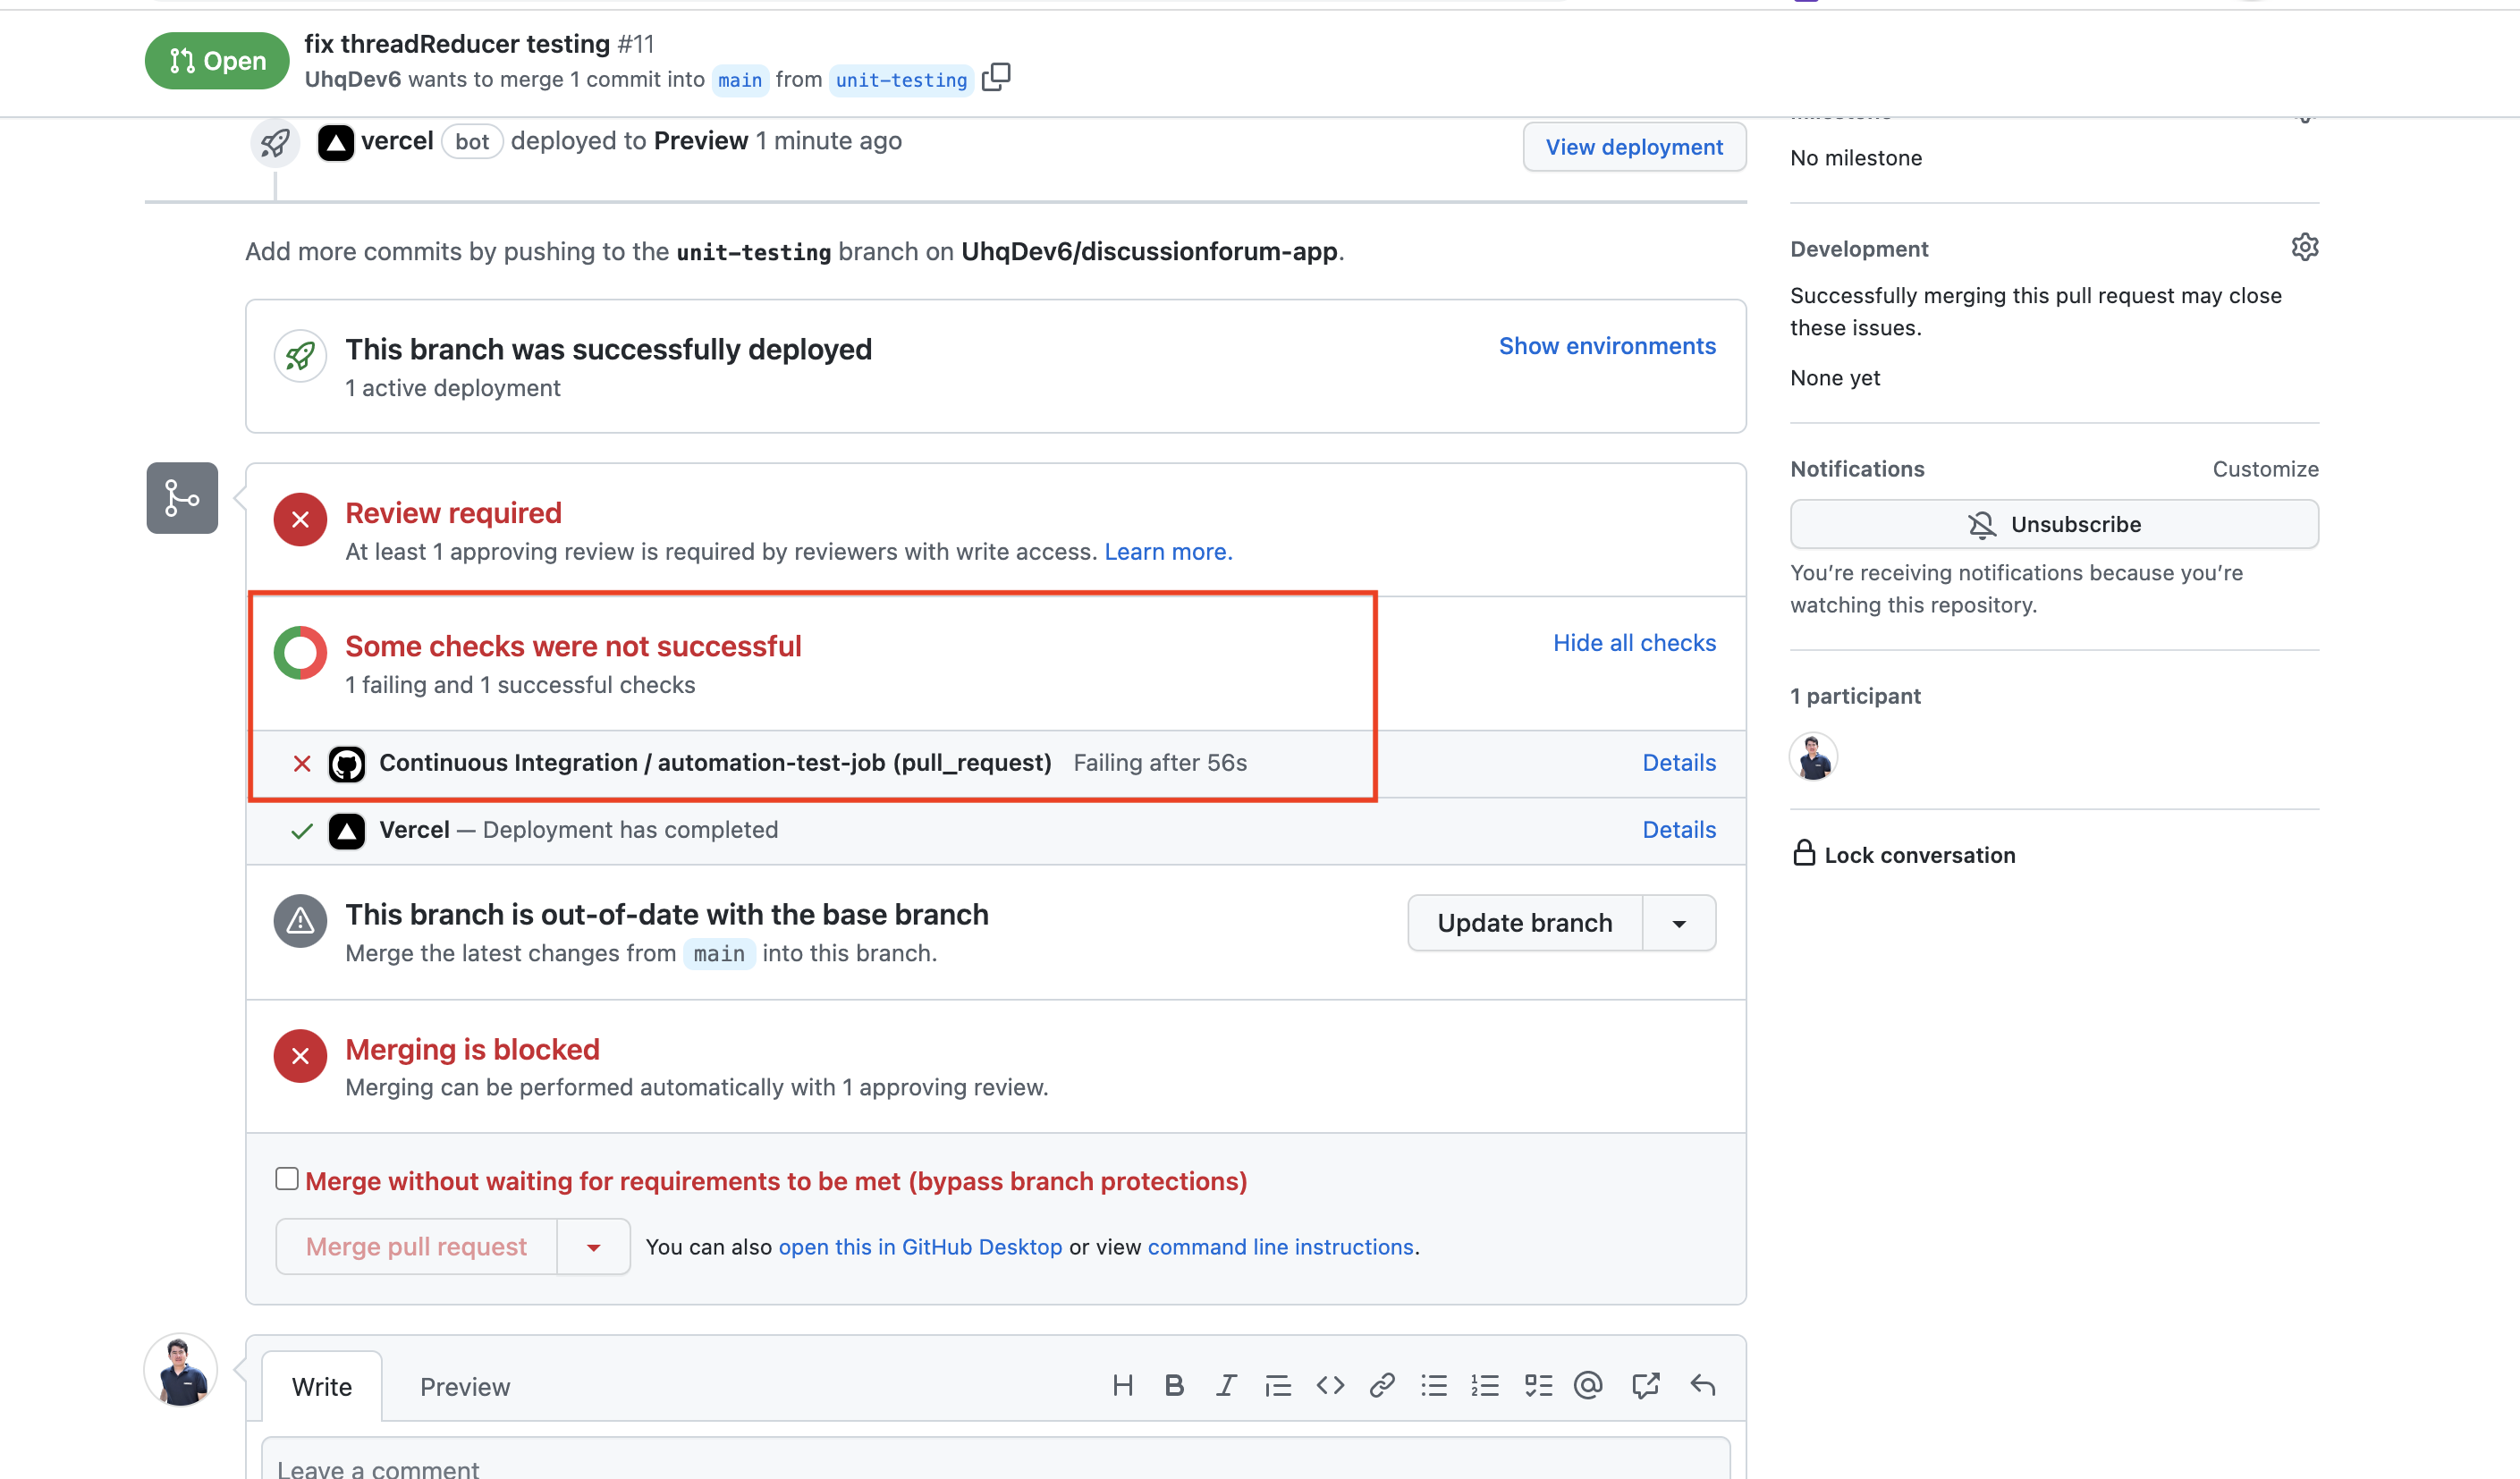 Open
fix threadReducer testing #11
UhqDev6 wants to merge 1 commit into main from unit-testing
vercel bot deployed to Preview 1 minute ago
View deployment
Add more commits by pushing to the unit-testing branch on UhqDev6/discussionforum-app.
This branch was successfully deployed
1 active deployment
Show environments
Review required
At least 1 approving review is required by reviewers with write access. Learn more.
Some checks were not successful
1 failing and 1 successful checks
Hide all checks
Continuous Integration / automation-test-job (pull_request) Failing after 56s
Details
Vercel — Deployment has completed
Details
This branch is out-of-date with the base branch
Merge the latest changes from main into this branch.
Update branch
Merging is blocked
Merging can be performed automatically with 1 approving review.
Merge without waiting for requirements to be met (bypass branch protections)
Merge pull request
You can also open this in GitHub Desktop or view command line instructions.
Write
Preview
Leave a comment
No milestone
Development
Successfully merging this pull request may close
these issues.
None yet
Notifications
Customize
Unsubscribe
You're receiving notifications because you're
watching this repository.
1 participant
Lock conversation